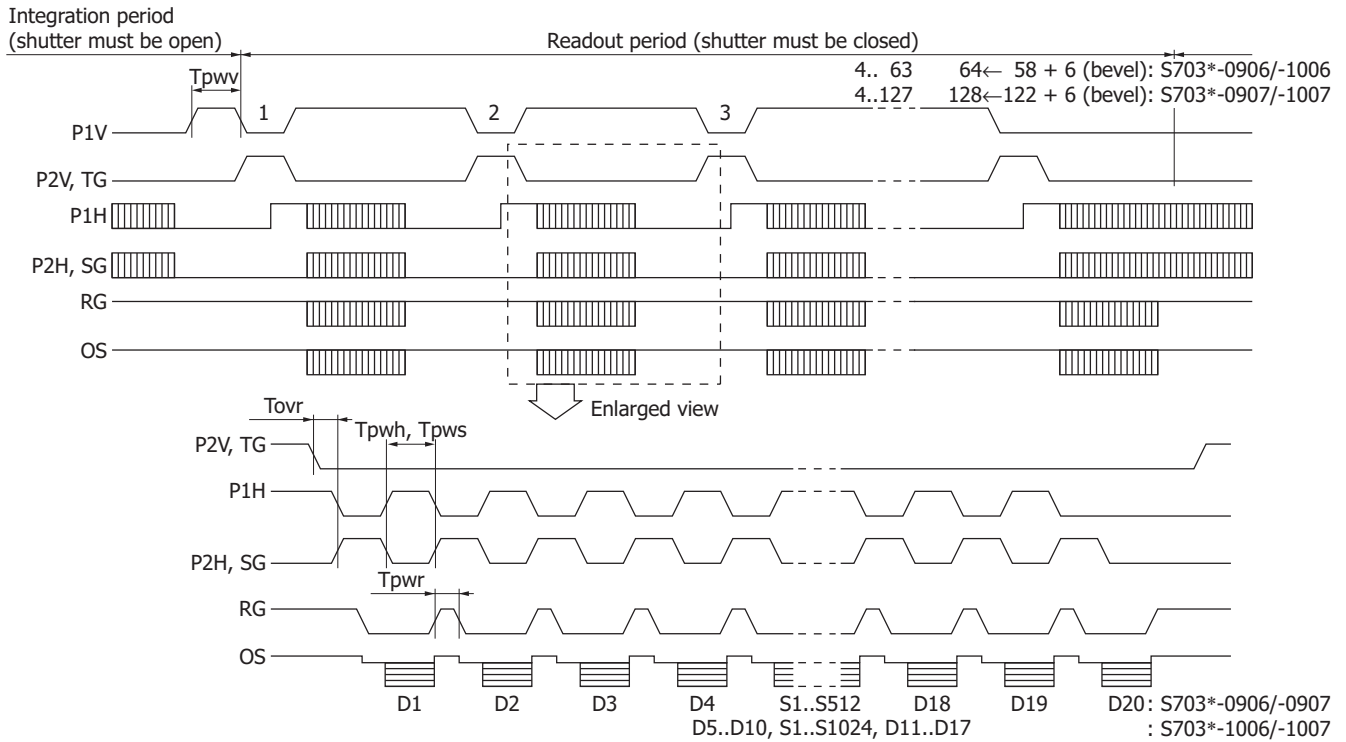 Integration period
(shutter must be open)
Readout period (shutter must be closed)
Tpwv
4.. 63 64← 58 + 6 (bevel): S703*-0906/-1006
4..127 128←122 + 6 (bevel): S703*-0907/-1007
1 2 3
P1V
P2V, TG
P1H
P2H, SG
RG
OS
Enlarged view
Tovr
Tpwh, Tpws
P2V, TG
P1H
P2H, SG
Tpwr
RG
OS
D1 D2 D3 D4 S1..S512 D18 D19 D20: S703*-0906/-0907
D5..D10, S1..S1024, D11..D17 : S703*-1006/-1007